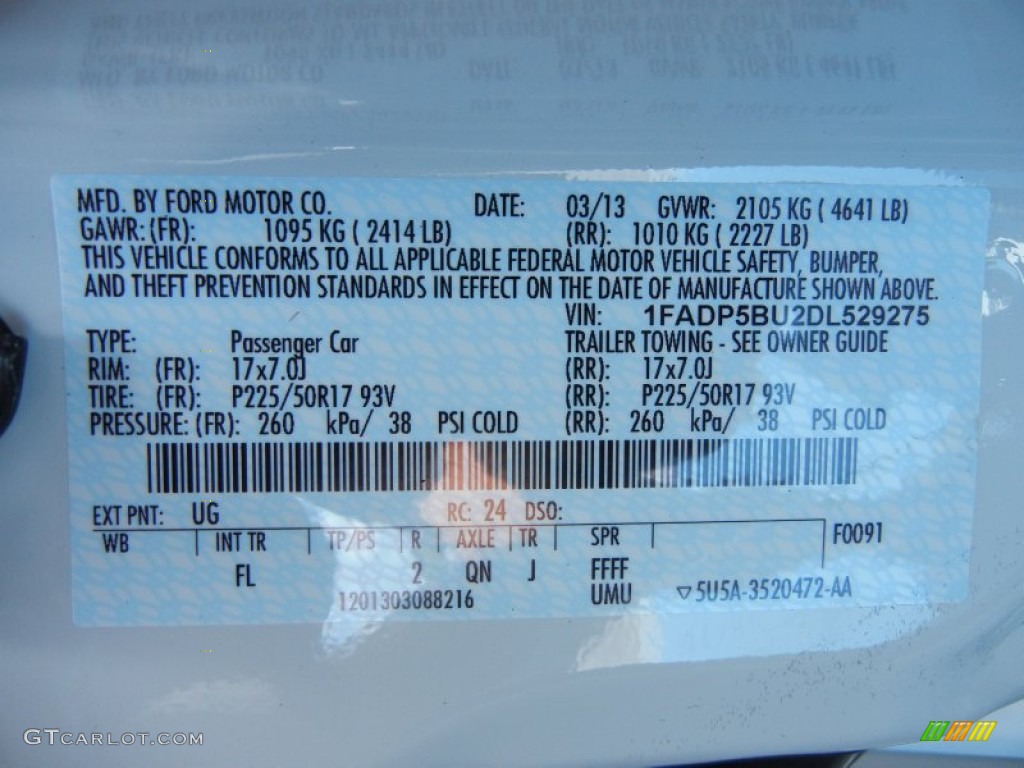 MFD. BY FORD MOTOR CO. DATE: 03/13 GVWR: 2105 KG ( 4641 LB)
GAWR: (FR): 1095 KG ( 2414 LB) (RR): 1010 KG ( 2227 LB)
THIS VEHICLE CONFORMS TO ALL APPLICABLE FEDERAL MOTOR VEHICLE SAFETY, BUMPER,
AND THEFT PREVENTION STANDARDS IN EFFECT ON THE DATE OF MANUFACTURE SHOWN ABOVE.
VIN: 1FADP5BU2DL529275
TYPE: Passenger Car TRAILER TOWING - SEE OWNER GUIDE
RIM: (FR): 17x7.0J (RR): 17x7.0J
TIRE: (FR): P225/50R17 93V (RR): P225/50R17 93V
PRESSURE: (FR): 260 kPa/ 38 PSI COLD (RR): 260 kPa/ 38 PSI COLD
EXT PNT: UG RC: 24 DSO:
WB INT TR TP/PS R AXLE TR SPR F0091
FL 2 QN J FFFF
1201303088216 UMU 5U5A-3520472-AA
GTCARLOT.COM